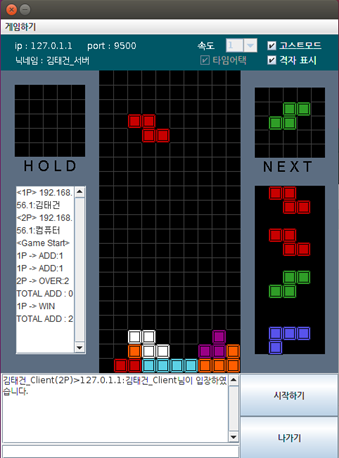 게임하기
ip : 127.0.1.1 port : 9500 속도 1 고스트모드
닉네임 : 김태건_서버 타임어택 격자 표시
HOLD
NEXT
<1P> 192.168.
56.1:김태건
<2P> 192.168.
56.1:컴퓨터
<Game Start>
1P -> ADD:1
1P -> ADD:1
2P -> OVER:2
TOTAL ADD : 0
1P -> WIN
TOTAL ADD : 2
김태건_Client(2P)>127.0.1.1:김태건_Client님이 입장하였
습니다.
시작하기
나가기